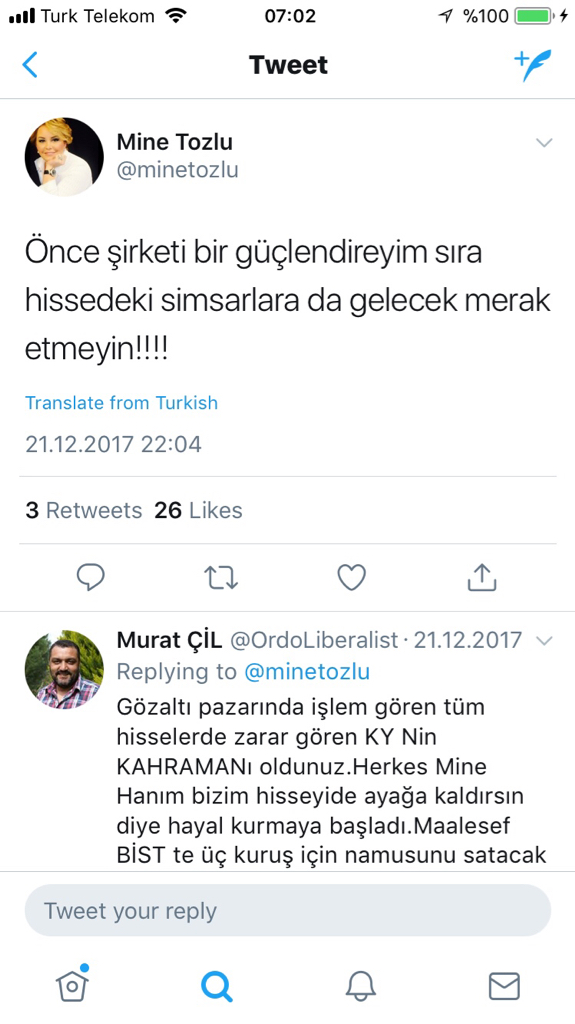 Turk Telekom 07:02 %100
Tweet
Mine Tozlu
@minetozlu
Önce şirketi bir güçlendireyim sıra
hissedeki simsarlara da gelecek merak
etmeyin!!!!
Translate from Turkish
21.12.2017 22:04
3 Retweets 26 Likes
Murat ÇİL @OrdoLiberalist · 21.12.2017
Replying to @minetozlu
Gözaltı pazarında işlem gören tüm
hisselerde zarar gören KY Nin
KAHRAMANı oldunuz.Herkes Mine
Hanım bizim hisseyide ayağa kaldırsın
diye hayal kurmaya başladı.Maalesef
BİST te üç kuruş için namusunu satacak
Tweet your reply